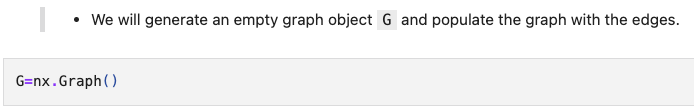 • We will generate an empty graph object G and populate the graph with the edges.
G=nx.Graph()